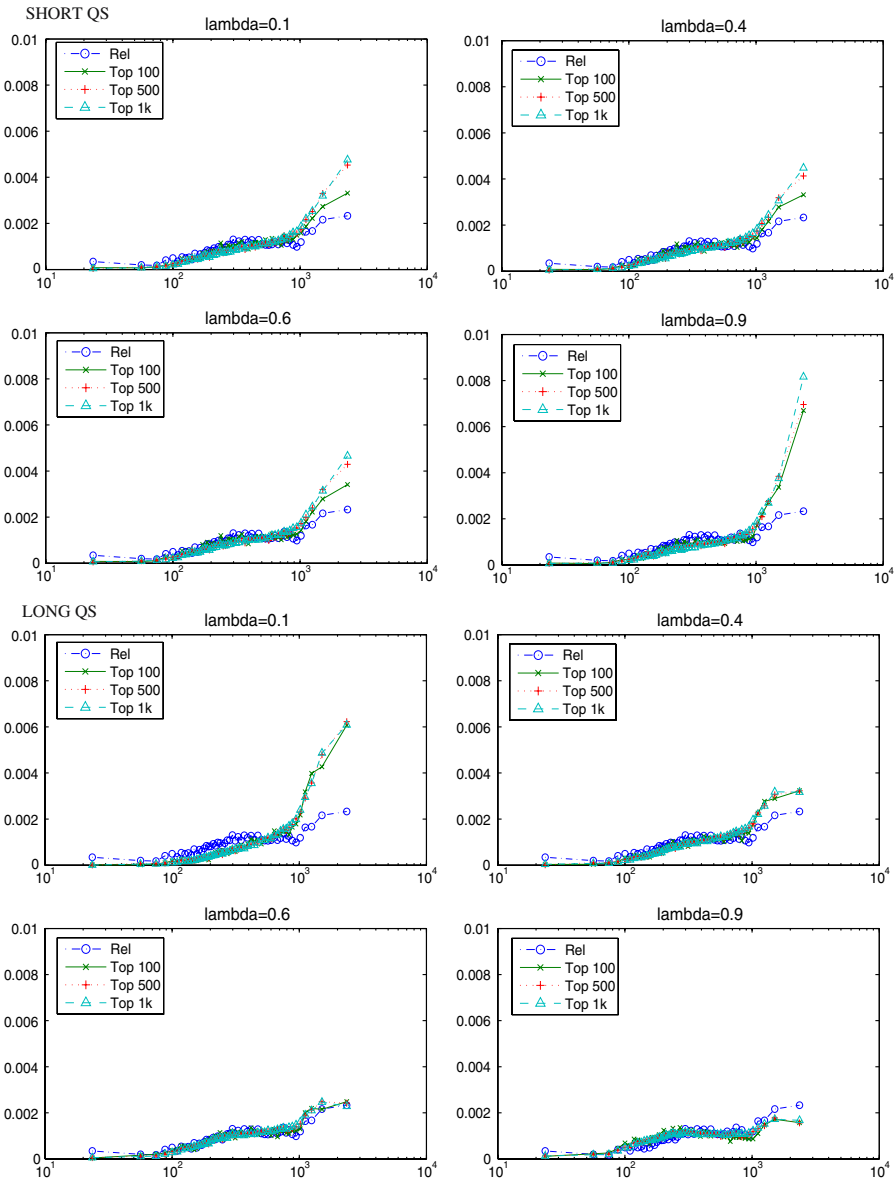 SHORT QS
lambda=0.1
0.01
0.008
0.006
0.004
0.002
0
Rel
Top 100
Top 500
Top 1k
10^1
10^2
10^3
10^4
lambda=0.4
0.01
0.008
0.006
0.004
0.002
0
Rel
Top 100
Top 500
Top 1k
10^1
10^2
10^3
10^4
lambda=0.6
0.01
0.008
0.006
0.004
0.002
0
Rel
Top 100
Top 500
Top 1k
10^1
10^2
10^3
10^4
lambda=0.9
0.01
0.008
0.006
0.004
0.002
0
Rel
Top 100
Top 500
Top 1k
10^1
10^2
10^3
10^4
LONG QS
lambda=0.1
0.01
0.008
0.006
0.004
0.002
0
Rel
Top 100
Top 500
Top 1k
10^1
10^2
10^3
10^4
lambda=0.4
0.01
0.008
0.006
0.004
0.002
0
Rel
Top 100
Top 500
Top 1k
10^1
10^2
10^3
10^4
lambda=0.6
0.01
0.008
0.006
0.004
0.002
0
Rel
Top 100
Top 500
Top 1k
10^1
10^2
10^3
10^4
lambda=0.9
0.01
0.008
0.006
0.004
0.002
0
Rel
Top 100
Top 500
Top 1k
10^1
10^2
10^3
10^4